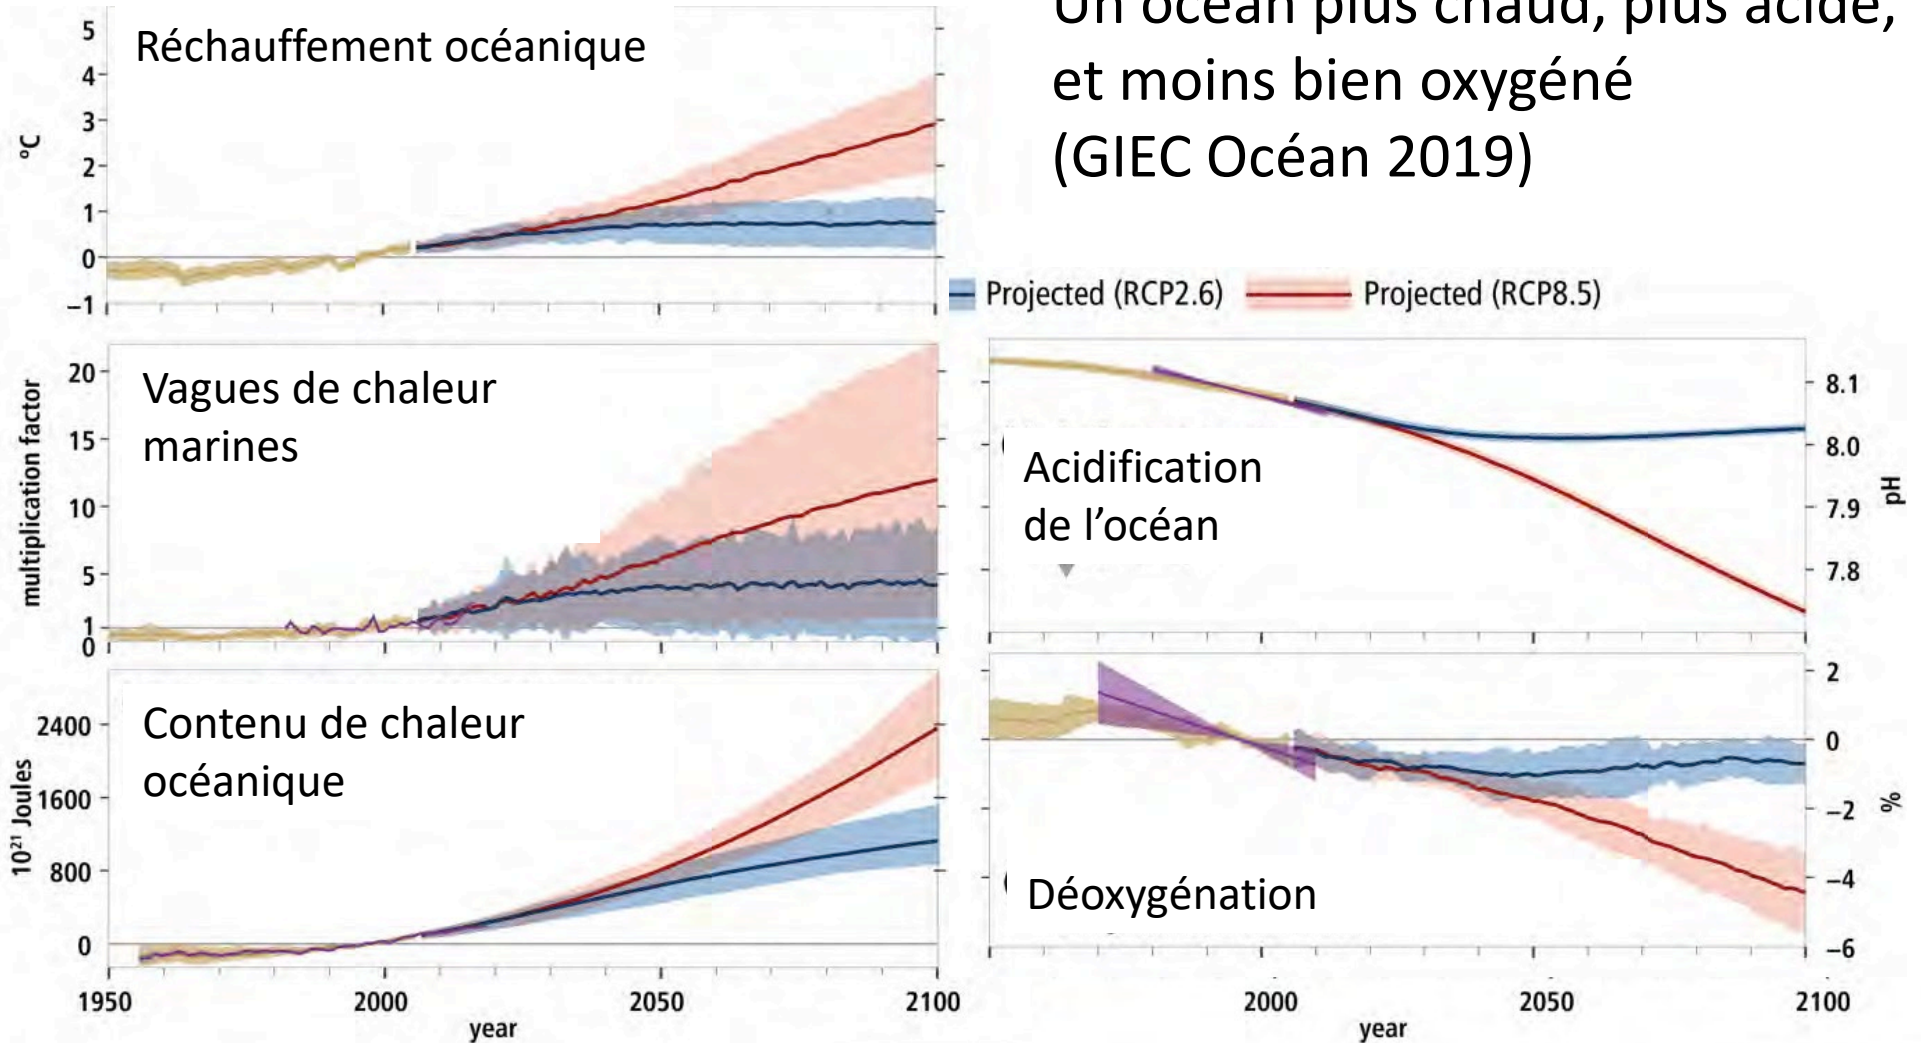 Un océan plus chaud, plus acide,
et moins bien oxygéné
(GIEC Océan 2019)
Réchauffement océanique
5
4
3
2
1
0
−1
°C
Projected (RCP2.6)
Projected (RCP8.5)
Vagues de chaleur
marines
20
15
10
5
1
0
multiplication factor
Acidification
de l’océan
8.1
8.0
7.9
7.8
pH
Contenu de chaleur
océanique
2400
1600
800
0
10²¹ Joules
1950
2000
2050
2100
year
Déoxygénation
2
0
−2
−4
−6
%
2000
2050
2100
year